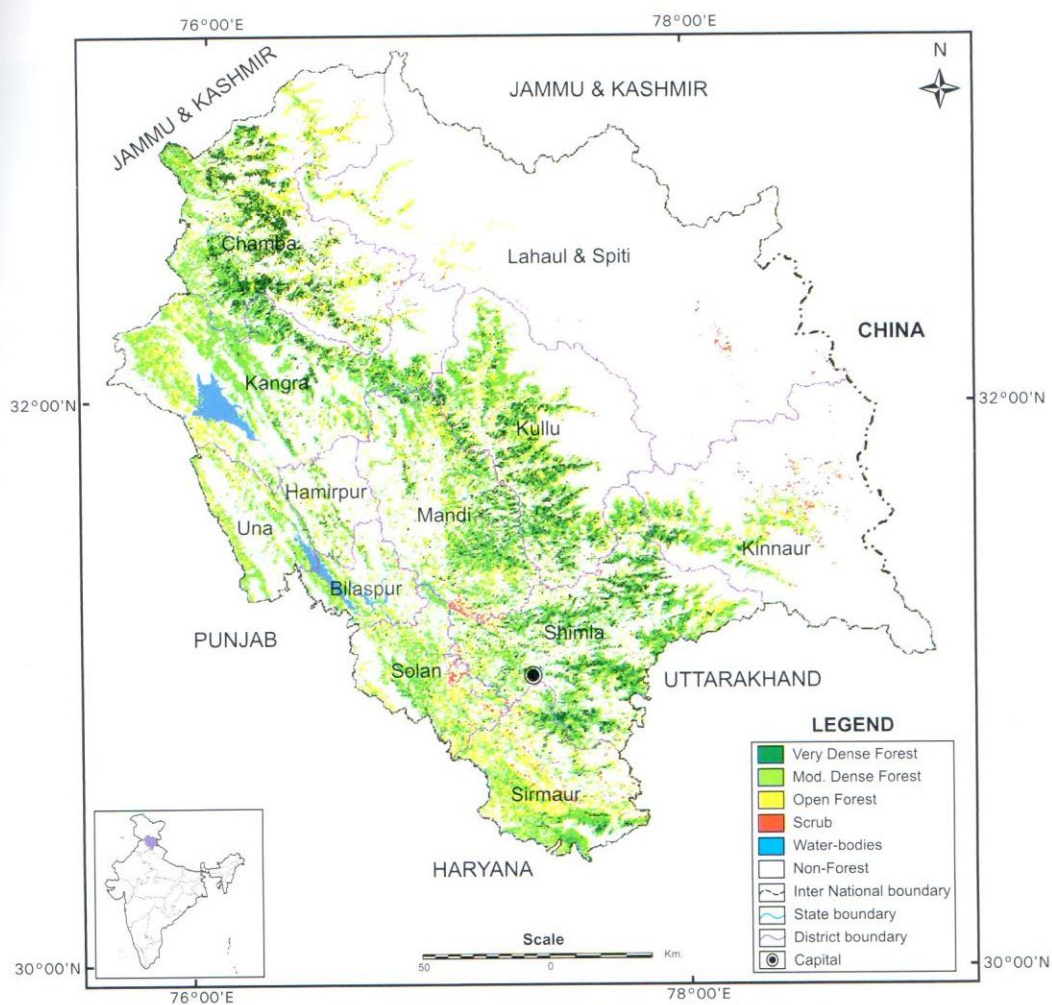 76°00'E
78°00'E
JAMMU & KASHMIR
JAMMU & KASHMIR
N
Chamba
Lahaul & Spiti
CHINA
Kangra
32°00'N
32°00'N
Kullu
Hamirpur
Mandi
Una
Kinnaur
Bilaspur
PUNJAB
Shimla
Solan
UTTARAKHAND
LEGEND
Very Dense Forest
Mod. Dense Forest
Open Forest
Scrub
Water-bodies
Non-Forest
Inter National boundary
State boundary
District boundary
Capital
Sirmaur
HARYANA
Scale
50
0
Km.
30°00'N
30°00'N
76°00'E
78°00'E